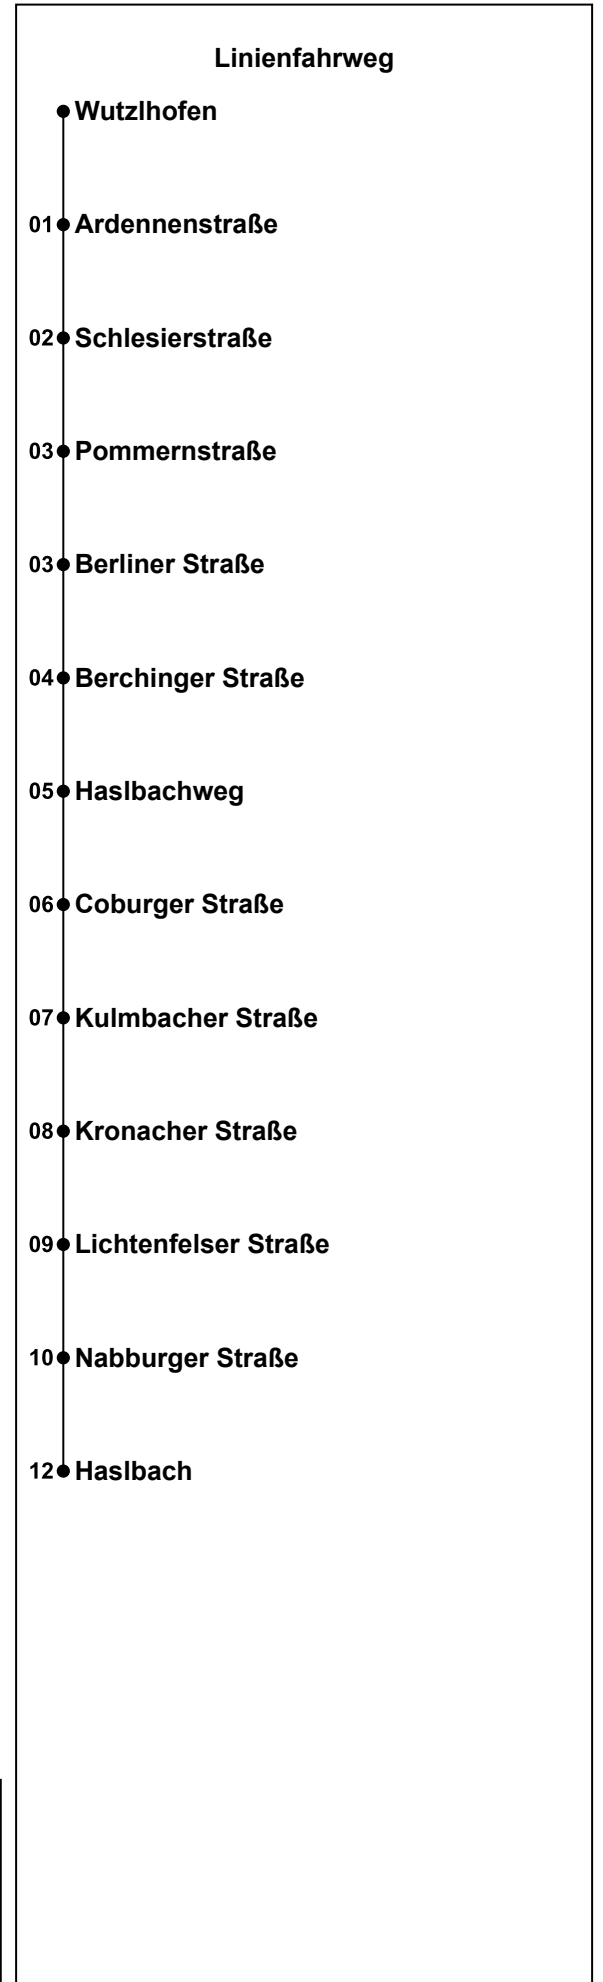 Linienfahrweg
Wutzlhofen
01 Ardennenstraße
02 Schlesierstraße
03 Pommernstraße
03 Berliner Straße
04 Berchinger Straße
05 Haslbachweg
06 Coburger Straße
07 Kulmbacher Straße
08 Kronacher Straße
09 Lichtenfelser Straße
10 Nabburger Straße
12 Haslbach